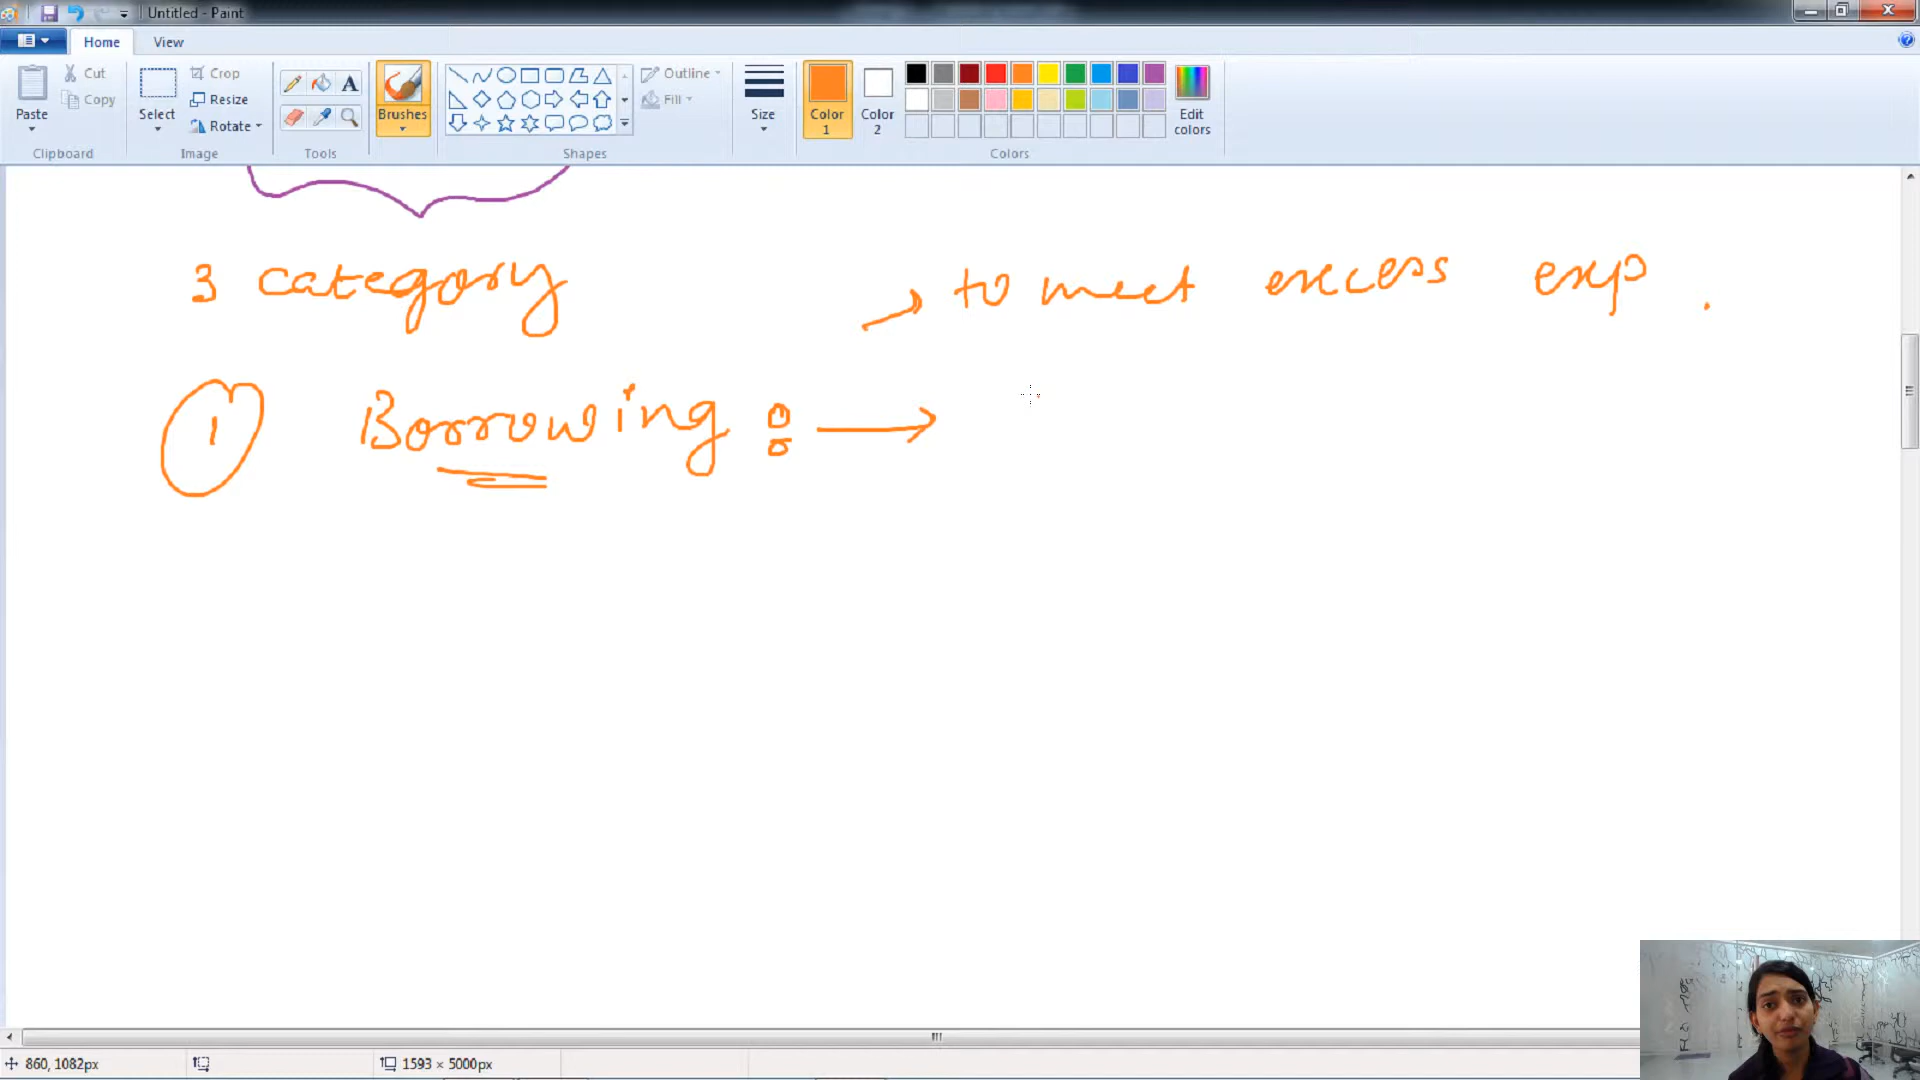 Untitled - Paint
Home View
Paste Cut Copy Clipboard
Select Crop Resize Rotate Image
Tools
Brushes
Shapes Outline Fill
Size
Color 1 Color 2 Edit colors Colors
3 category
to meet excess exp.
1 Borrowing :
860, 1082px 1593 × 5000px